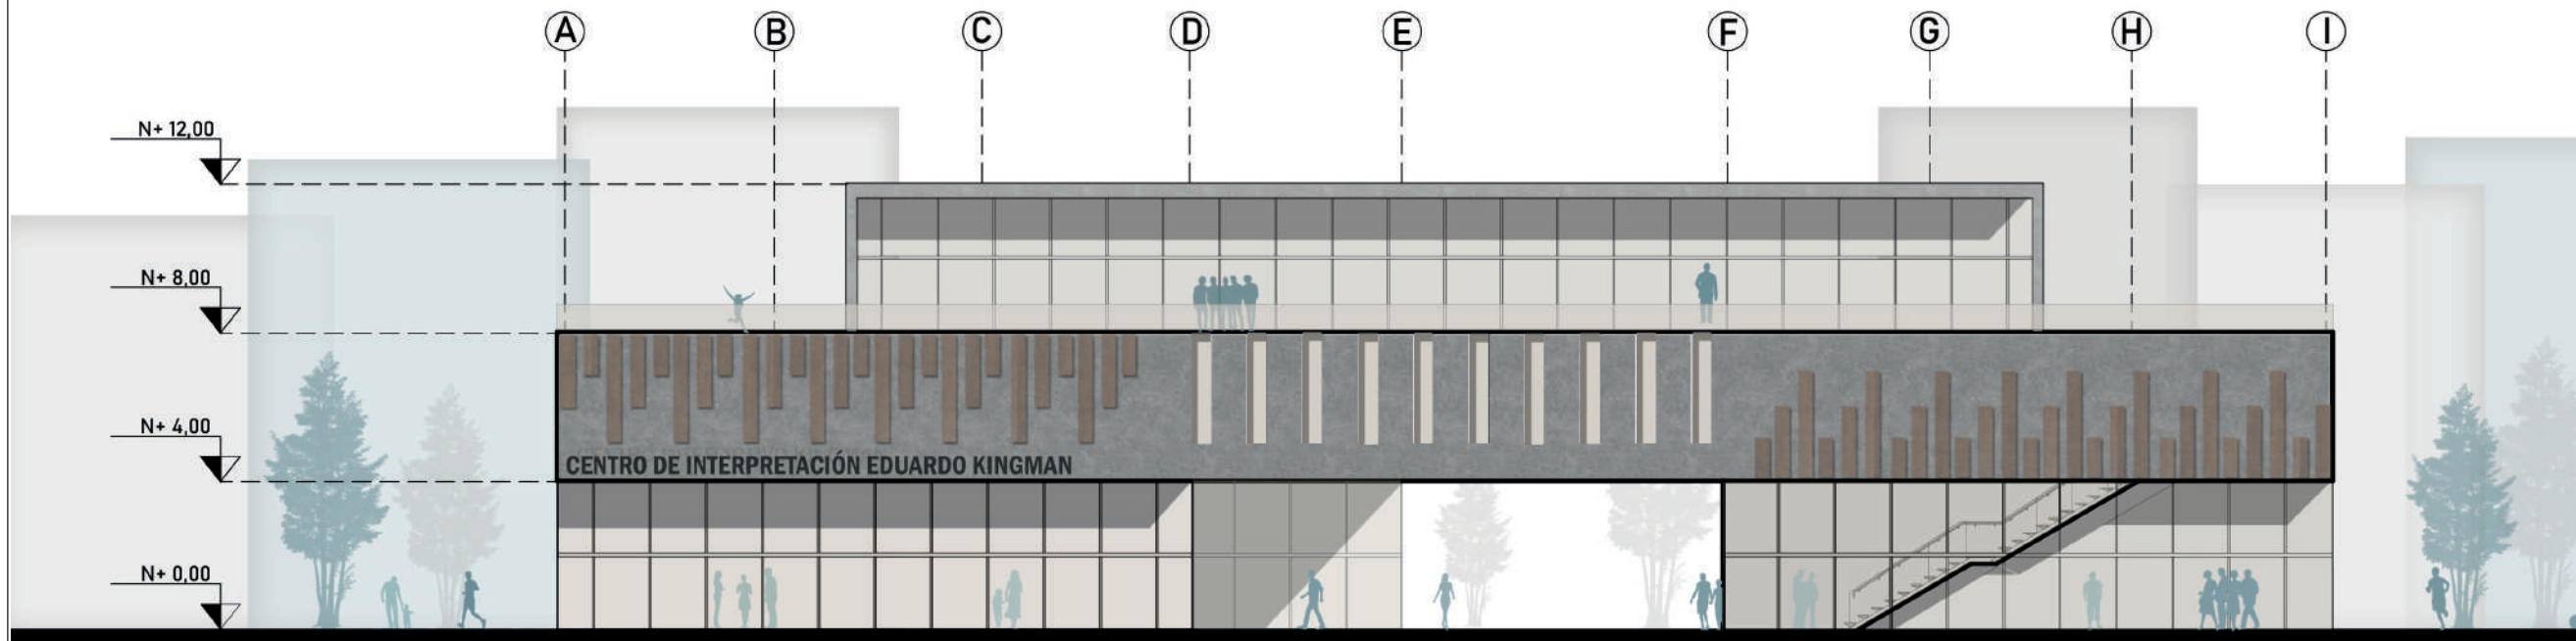 A B C D E F G H I
N+ 12,00
N+ 8,00
N+ 4,00
CENTRO DE INTERPRETACIÓN EDUARDO KINGMAN
N+ 0,00